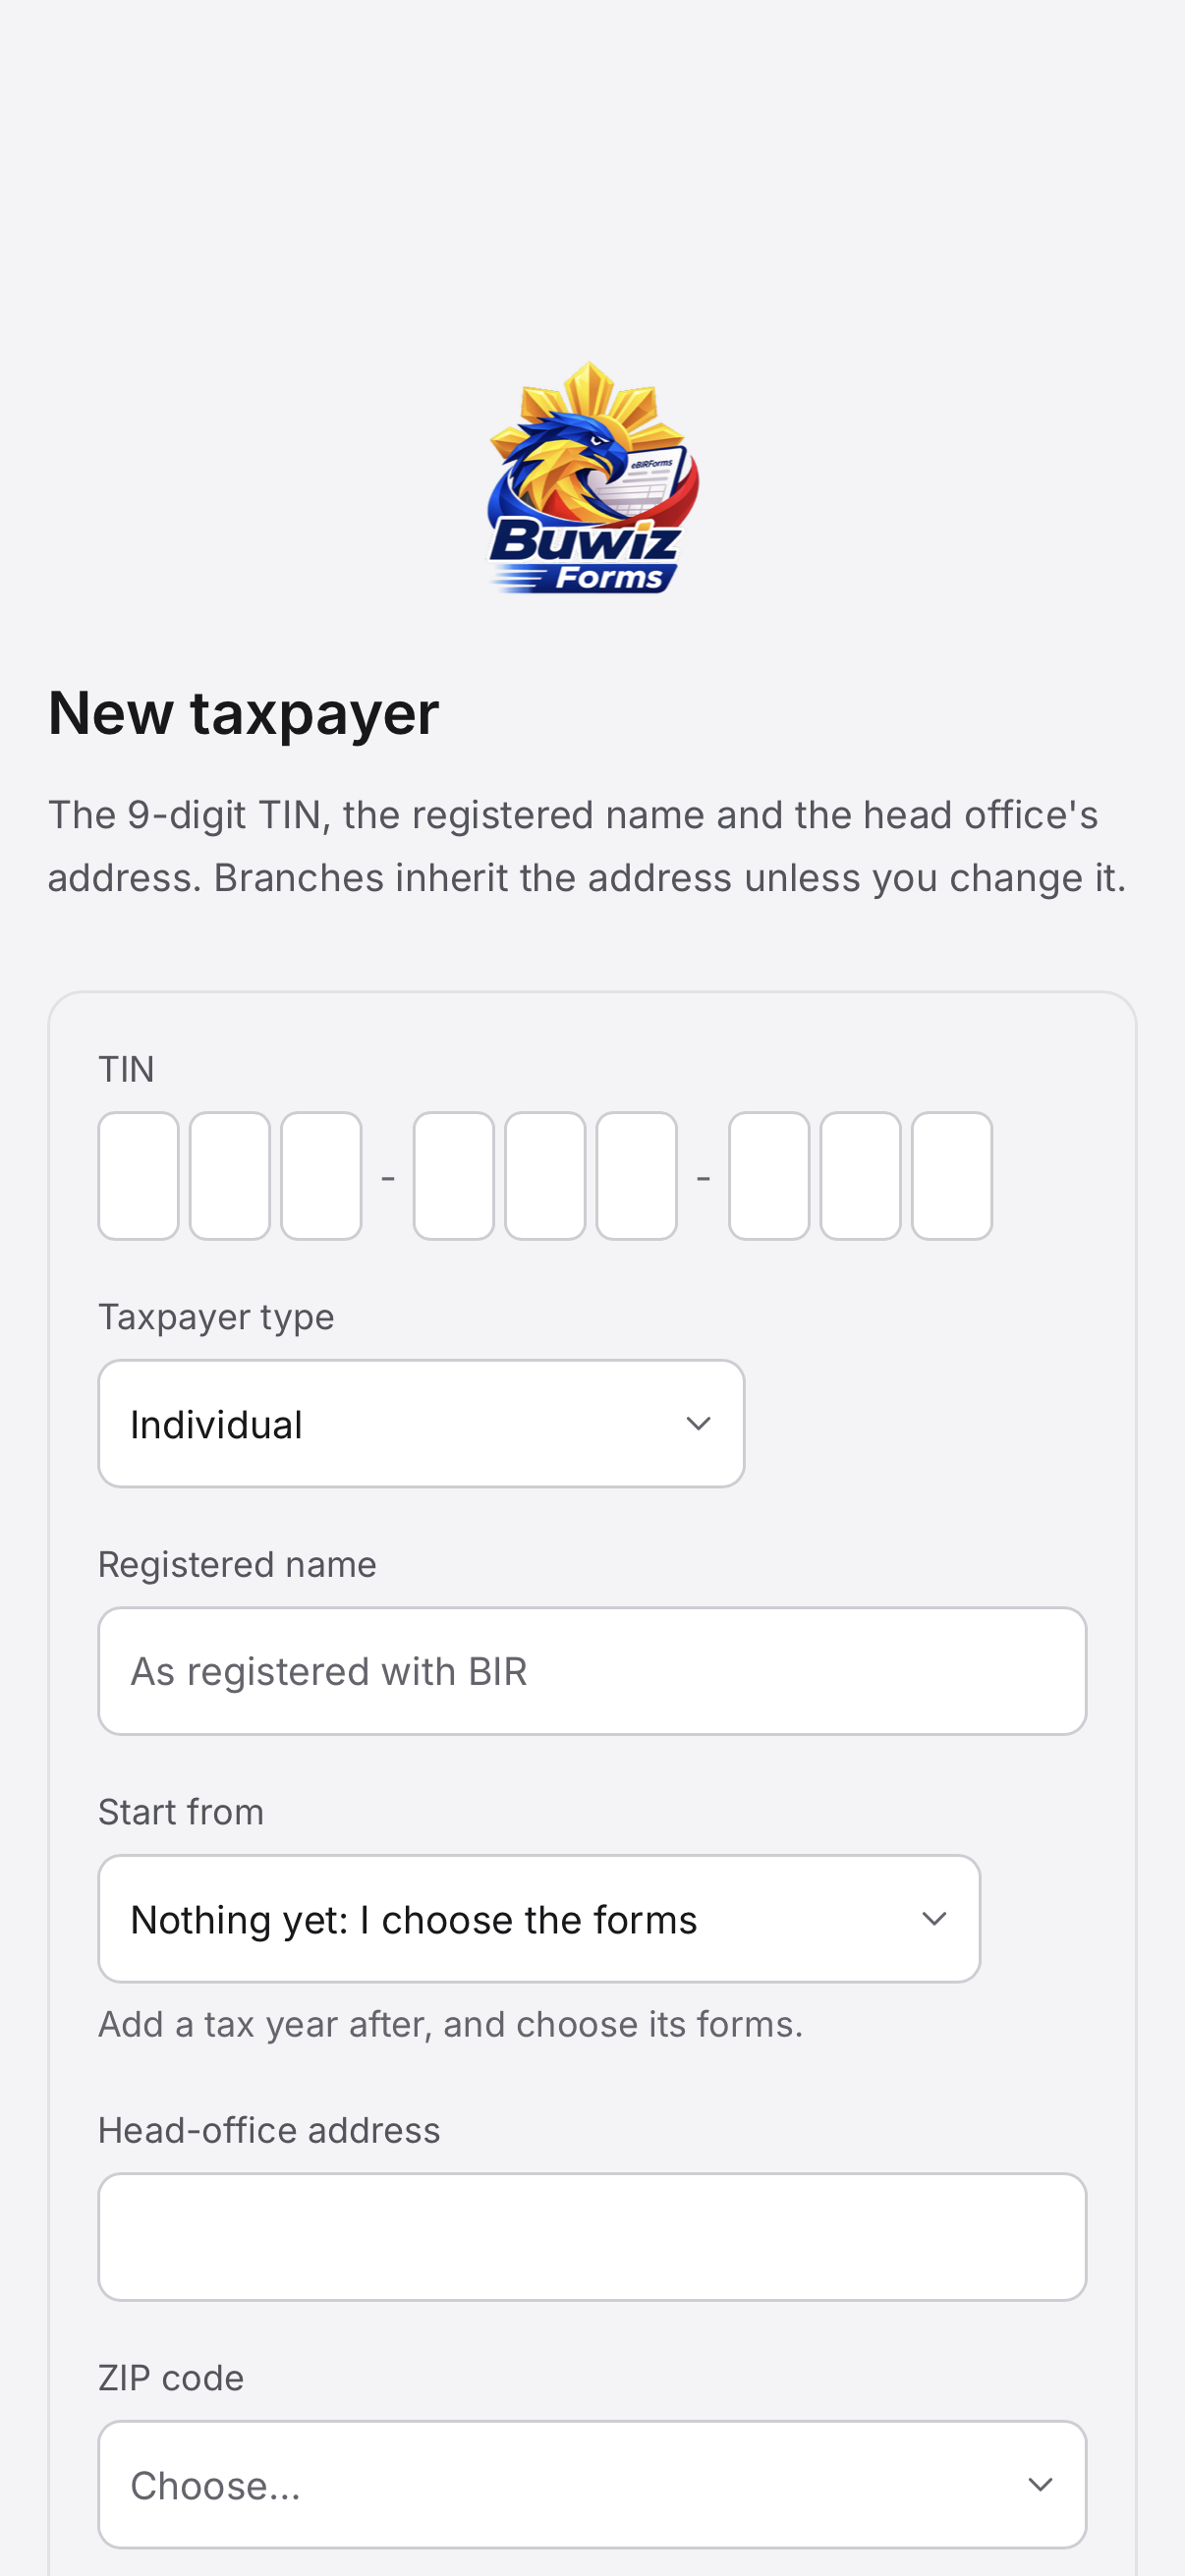 eBIRForms
Buwiz
Forms
New taxpayer
The 9-digit TIN, the registered name and the head office's
address. Branches inherit the address unless you change it.
TIN
- -
Taxpayer type
Individual
Registered name
As registered with BIR
Start from
Nothing yet: I choose the forms
Add a tax year after, and choose its forms.
Head-office address
ZIP code
Choose...